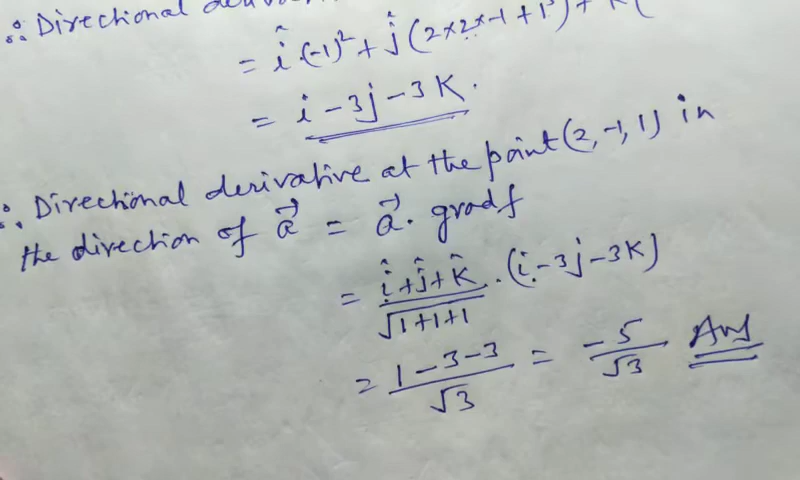 ∴ Directional
= î (-1)² + ĵ (2×2×-1 + 1³) + k (
= i - 3j - 3K.
∴ Directional derivative at the point (2, -1, 1) in
the direction of a⃗ = a⃗ . gradf
= (î + ĵ + k̂)/√(1+1+1) . (i - 3j - 3K)
= (1 - 3 - 3)/√3 = -5/√3 Ans